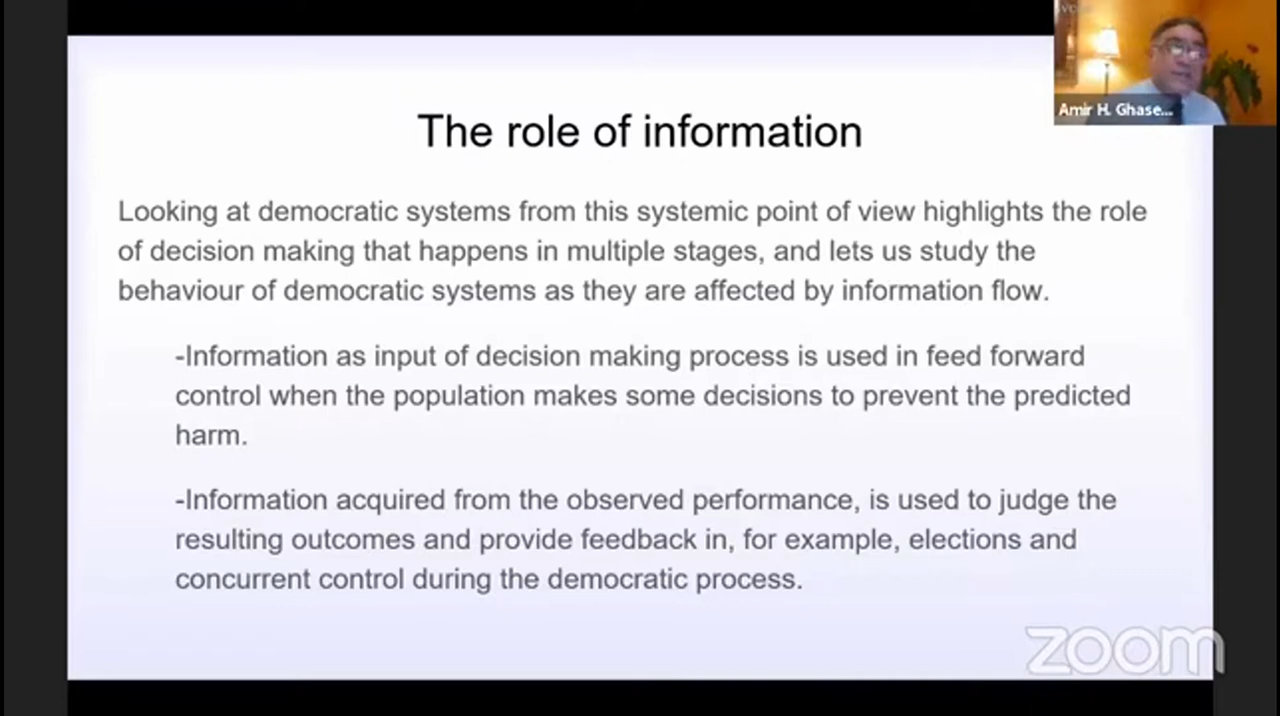 The role of information
Looking at democratic systems from this systemic point of view highlights the role
of decision making that happens in multiple stages, and lets us study the
behaviour of democratic systems as they are affected by information flow.
-Information as input of decision making process is used in feed forward
control when the population makes some decisions to prevent the predicted
harm.
-Information acquired from the observed performance, is used to judge the
resulting outcomes and provide feedback in, for example, elections and
concurrent control during the democratic process.
Amir H. Ghase...
zoom